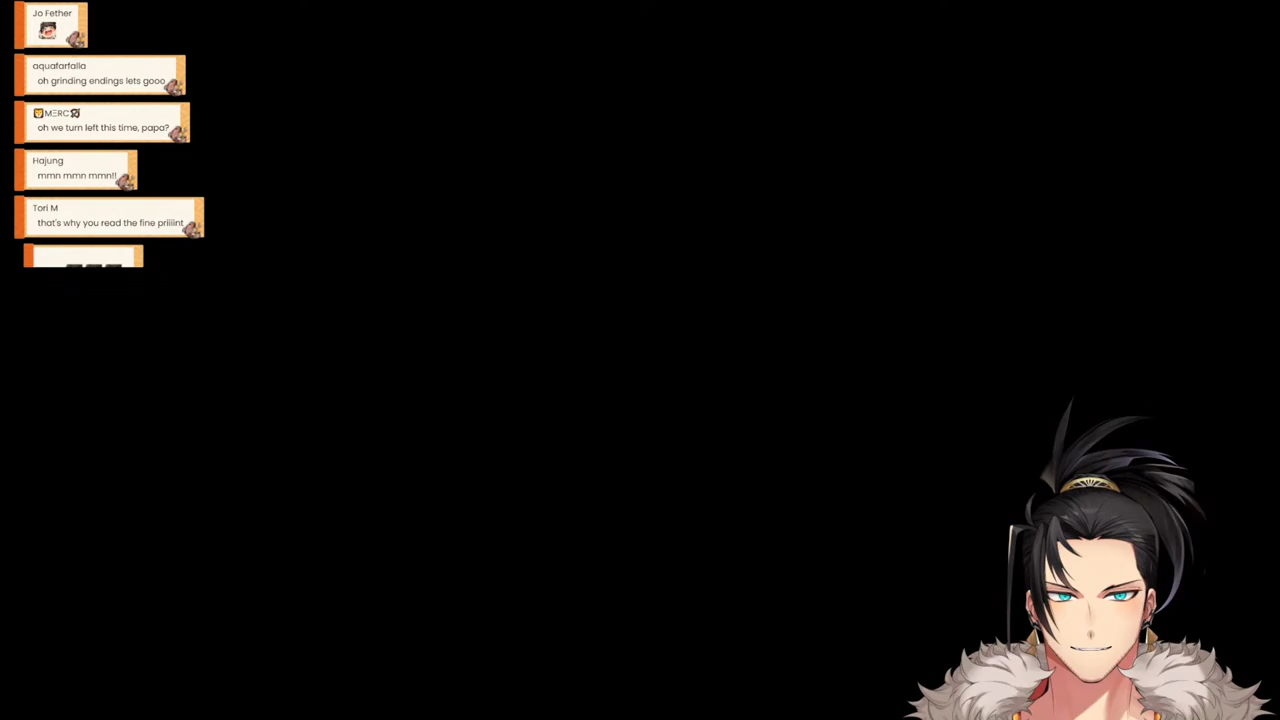 Jo Fether
aquafarfalla
oh grinding endings lets gooo
MΞRC
oh we turn left this time, papa?
Hajung
mmn mmn mmn!!
Tori M
that's why you read the fine priiiint